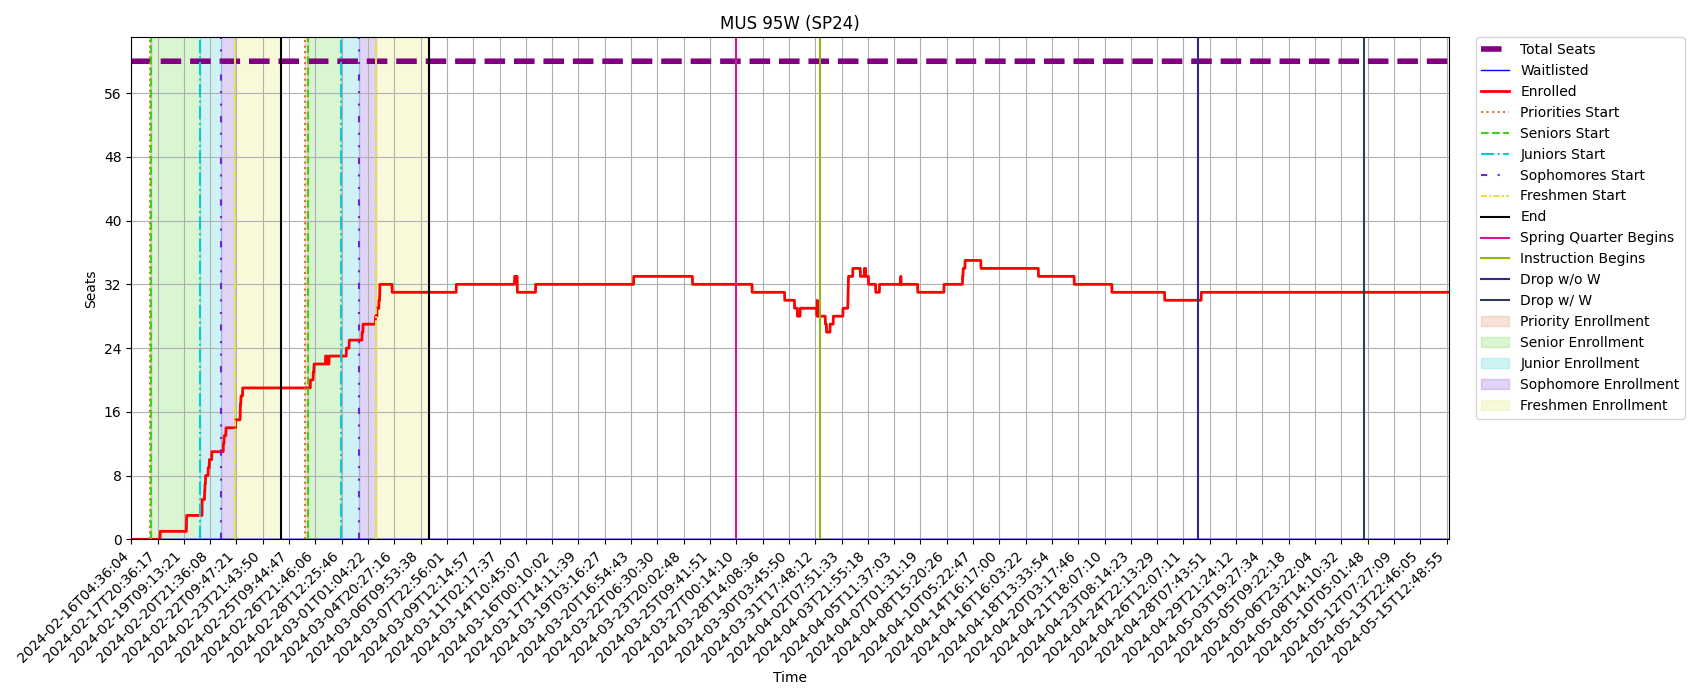 MUS 95W (SP24)
Seats
56
48
40
32
24
16
8
0
2024-02-16T04:36:04
2024-02-17T20:36:17
2024-02-19T09:13:21
2024-02-20T21:36:08
2024-02-22T09:47:21
2024-02-23T21:43:50
2024-02-25T09:44:47
2024-02-26T21:46:06
2024-02-28T12:25:46
2024-03-01T01:04:22
2024-03-04T20:27:16
2024-03-06T09:53:38
2024-03-07T22:56:01
2024-03-09T12:14:57
2024-03-11T02:17:37
2024-03-14T10:45:07
2024-03-16T00:10:02
2024-03-17T14:11:39
2024-03-19T03:16:27
2024-03-20T16:54:43
2024-03-22T06:30:30
2024-03-23T20:02:48
2024-03-25T09:41:51
2024-03-27T00:14:10
2024-03-28T14:08:36
2024-03-30T03:45:50
2024-03-31T17:48:12
2024-04-02T07:51:33
2024-04-03T21:55:18
2024-04-05T11:37:03
2024-04-07T01:31:19
2024-04-08T15:20:26
2024-04-10T05:22:47
2024-04-14T16:17:00
2024-04-16T16:03:22
2024-04-18T13:33:54
2024-04-20T03:17:46
2024-04-21T18:07:10
2024-04-23T08:14:23
2024-04-24T22:13:29
2024-04-26T12:07:11
2024-04-28T07:43:51
2024-04-29T21:24:12
2024-05-03T19:27:34
2024-05-05T09:22:18
2024-05-06T23:22:04
2024-05-08T14:10:32
2024-05-10T05:01:48
2024-05-12T07:27:09
2024-05-13T22:46:05
2024-05-15T12:48:55
Time
Total Seats
Waitlisted
Enrolled
Priorities Start
Seniors Start
Juniors Start
Sophomores Start
Freshmen Start
End
Spring Quarter Begins
Instruction Begins
Drop w/o W
Drop w/ W
Priority Enrollment
Senior Enrollment
Junior Enrollment
Sophomore Enrollment
Freshmen Enrollment